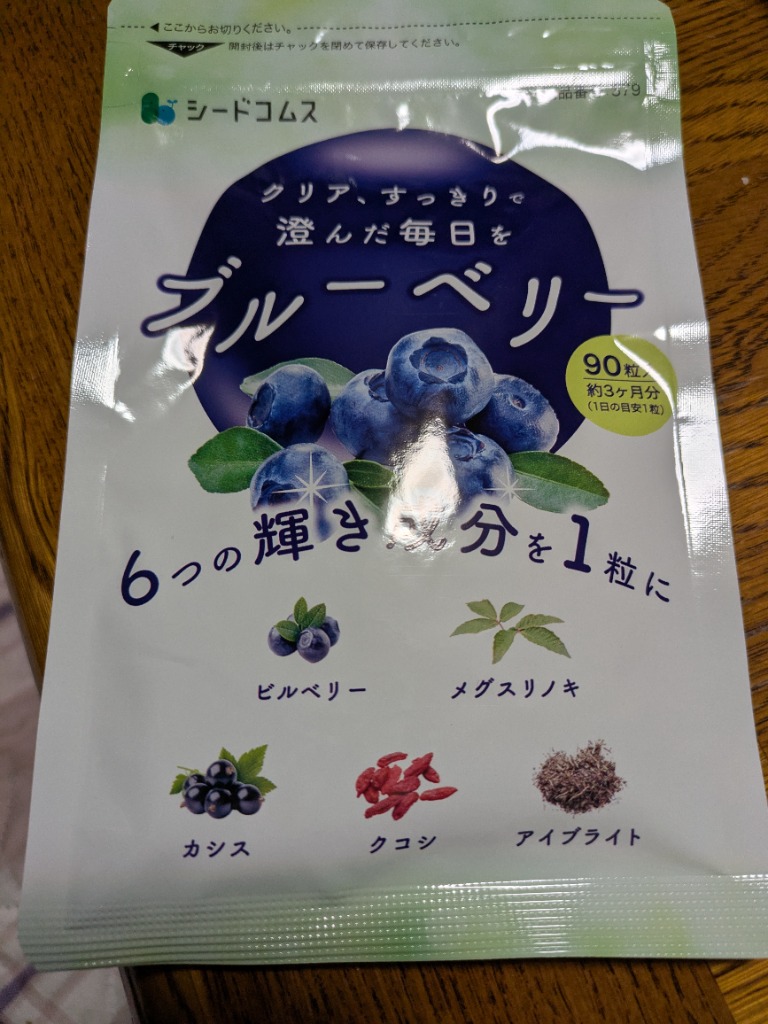 ここからお切りください。
チャック 開封後はチャックを閉めて保存してください。
シードコムス
クリア、すっきりで
澄んだ毎日を
ブルーベリー
90粒
約3ヶ月分
(1日の目安1粒)
6つの輝き 分を1粒に
ビルベリー メグスリノキ
カシス クコシ アイブライト